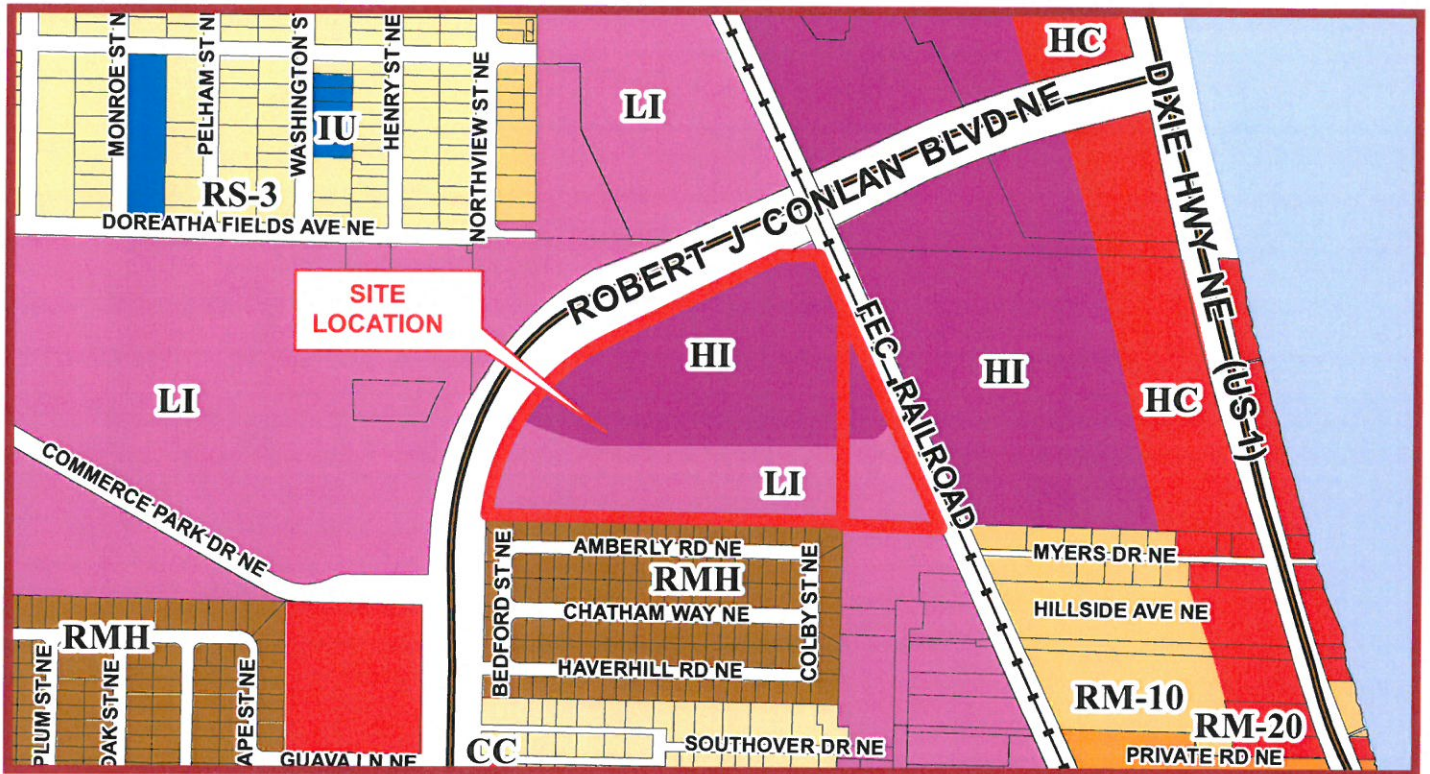 MONROE ST N
PELHAM ST NE
WASHINGTON S
HENRY ST NE
NORTHVIEW ST NE
IU
RS-3
DOREATHA FIELDS AVE NE
LI
HC
DIXIE HWY NE (US-1)
ROBERT J CONLAN BLVD NE
SITE
LOCATION
HI
FEC RAILROAD
HI
HC
LI
LI
COMMERCE PARK DR NE
BEDFORD ST NE
AMBERLY RD NE
COLBY ST NE
RMH
CHATHAM WAY NE
HAVERHILL RD NE
MYERS DR NE
HILLSIDE AVE NE
RMH
PLUM ST NE
OAK ST NE
APE ST NE
GUAVA LN NE
CC
SOUTHOVER DR NE
RM-10
RM-20
PRIVATE RD NE